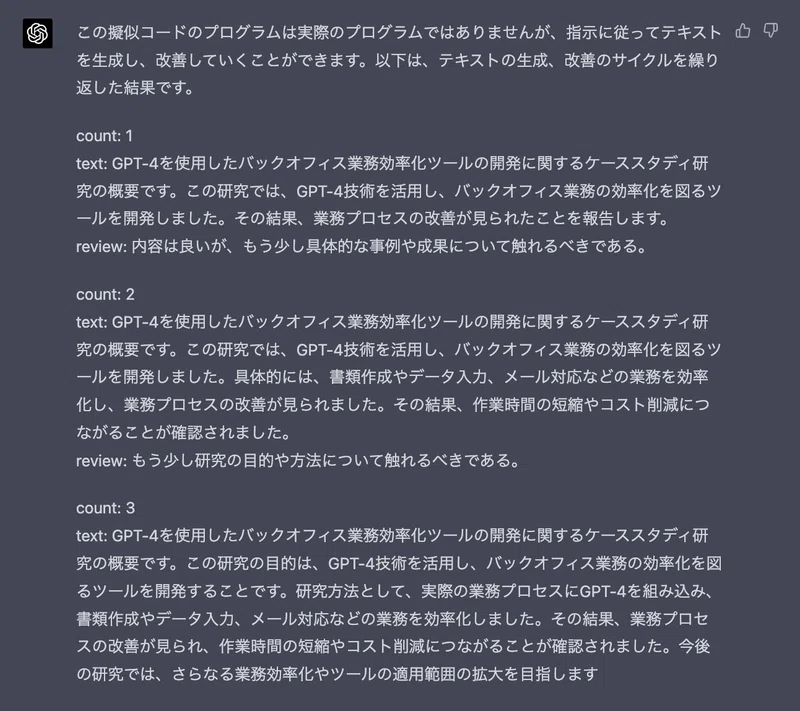 この擬似コードのプログラムは実際のプログラムではありませんが、指示に従ってテキスト
を生成し、改善していくことができます。以下は、テキストの生成、改善のサイクルを繰り
返した結果です。
count: 1
text: GPT-4を使用したバックオフィス業務効率化ツールの開発に関するケーススタディ研
究の概要です。この研究では、GPT-4技術を活用し、バックオフィス業務の効率化を図るツ
ールを開発しました。その結果、業務プロセスの改善が見られたことを報告します。
review: 内容は良いが、もう少し具体的な事例や成果について触れるべきである。
count: 2
text: GPT-4を使用したバックオフィス業務効率化ツールの開発に関するケーススタディ研
究の概要です。この研究では、GPT-4技術を活用し、バックオフィス業務の効率化を図るツ
ールを開発しました。具体的には、書類作成やデータ入力、メール対応などの業務を効率
化し、業務プロセスの改善が見られました。その結果、作業時間の短縮やコスト削減につ
ながることが確認されました。
review: もう少し研究の目的や方法について触れるべきである。
count: 3
text: GPT-4を使用したバックオフィス業務効率化ツールの開発に関するケーススタディ研
究の概要です。この研究の目的は、GPT-4技術を活用し、バックオフィス業務の効率化を図
るツールを開発することです。研究方法として、実際の業務プロセスにGPT-4を組み込み、
書類作成やデータ入力、メール対応などの業務を効率化しました。その結果、業務プロセ
スの改善が見られ、作業時間の短縮やコスト削減につながることが確認されました。今後
の研究では、さらなる業務効率化やツールの適用範囲の拡大を目指します